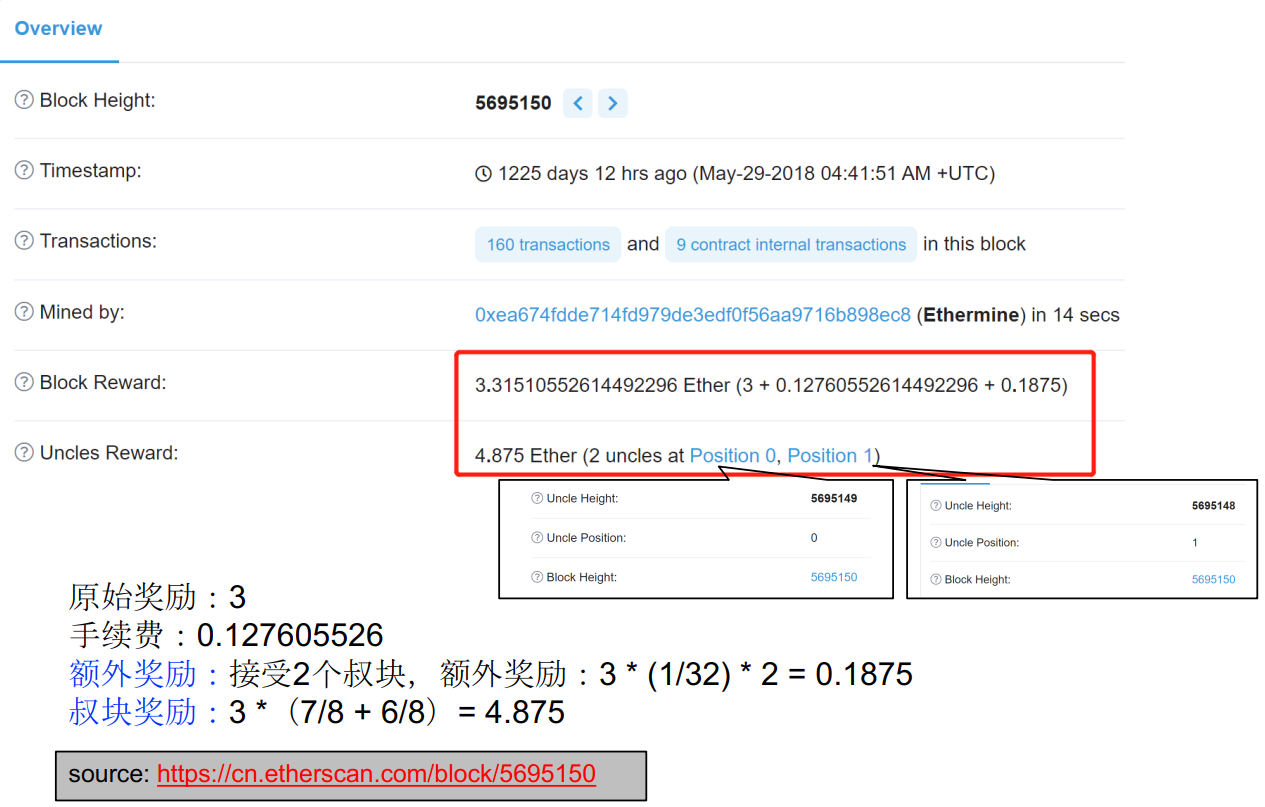 Overview
Block Height: 5695150
Timestamp: 1225 days 12 hrs ago (May-29-2018 04:41:51 AM +UTC)
Transactions: 160 transactions and 9 contract internal transactions in this block
Mined by: 0xea674fdde714fd979de3edf0f56aa9716b898ec8 (Ethermine) in 14 secs
Block Reward: 3.31510552614492296 Ether (3 + 0.12760552614492296 + 0.1875)
Uncles Reward: 4.875 Ether (2 uncles at Position 0, Position 1)
Uncle Height: 5695149
Uncle Position: 0
Block Height: 5695150
Uncle Height: 5695148
Uncle Position: 1
Block Height: 5695150
原始奖励：3
手续费：0.127605526
额外奖励：接受2个叔块，额外奖励：3 * (1/32) * 2 = 0.1875
叔块奖励：3 *（7/8 + 6/8）= 4.875
source: https://cn.etherscan.com/block/5695150